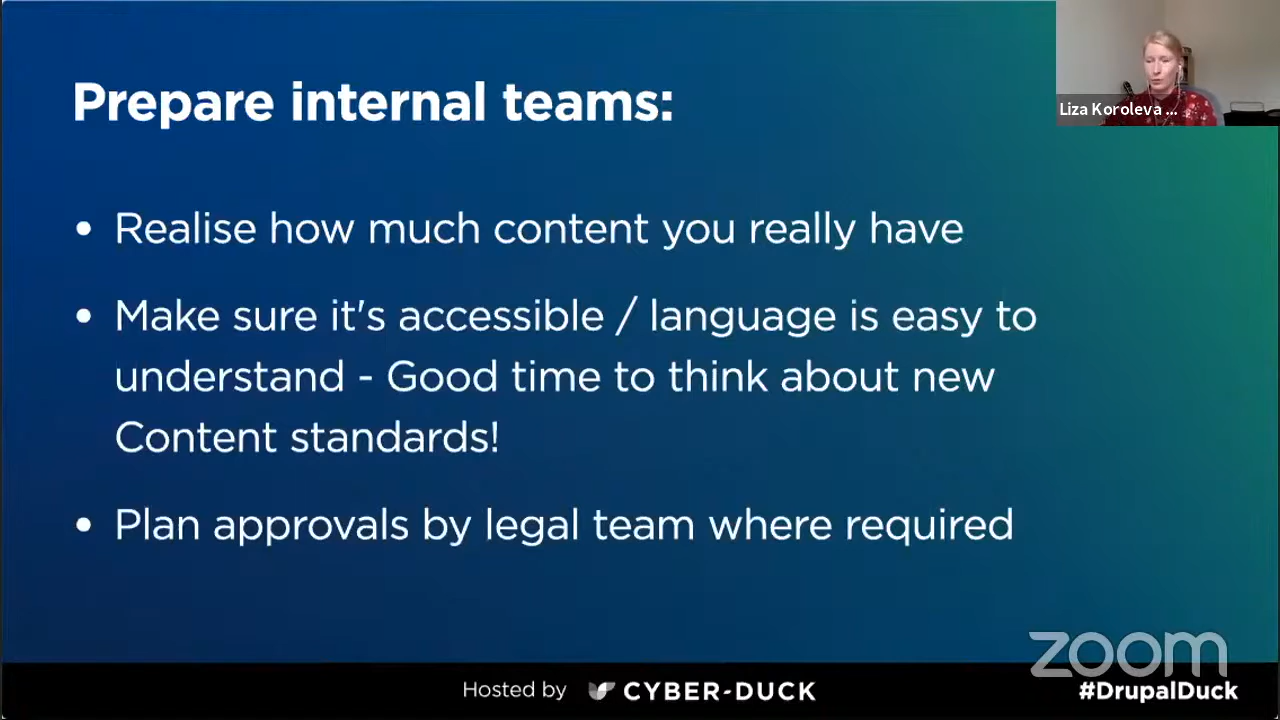 Prepare internal teams:
Liza Koroleva ...
• Realise how much content you really have
• Make sure it's accessible / language is easy to
understand - Good time to think about new
Content standards!
• Plan approvals by legal team where required
zoom
Hosted by CYBER-DUCK
#DrupalDuck